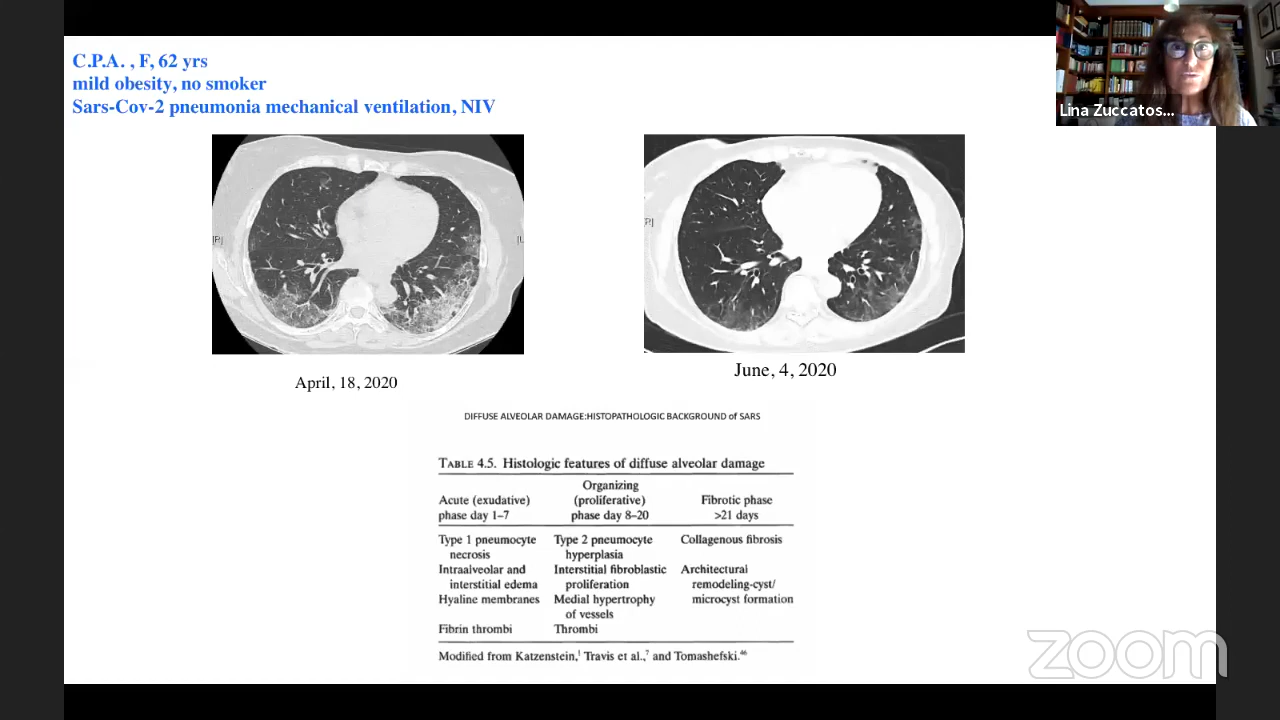 C.P.A. , F, 62 yrs
mild obesity, no smoker
Sars-Cov-2 pneumonia mechanical ventilation, NIV
Lina Zuccatos...
[P]
[L
[P]
April, 18, 2020
June, 4, 2020
DIFFUSE ALVEOLAR DAMAGE:HISTOPATHOLOGIC BACKGROUND of SARS
TABLE 4.5. Histologic features of diffuse alveolar damage
Acute (exudative) phase day 1–7
Organizing (proliferative) phase day 8–20
Fibrotic phase >21 days
Type 1 pneumocyte necrosis
Type 2 pneumocyte hyperplasia
Collagenous fibrosis
Intraalveolar and interstitial edema
Interstitial fibroblastic proliferation
Architectural remodeling-cyst/ microcyst formation
Hyaline membranes
Medial hypertrophy of vessels
Fibrin thrombi
Thrombi
Modified from Katzenstein,¹ Travis et al.,⁷ and Tomashefski.⁴⁶
zoom